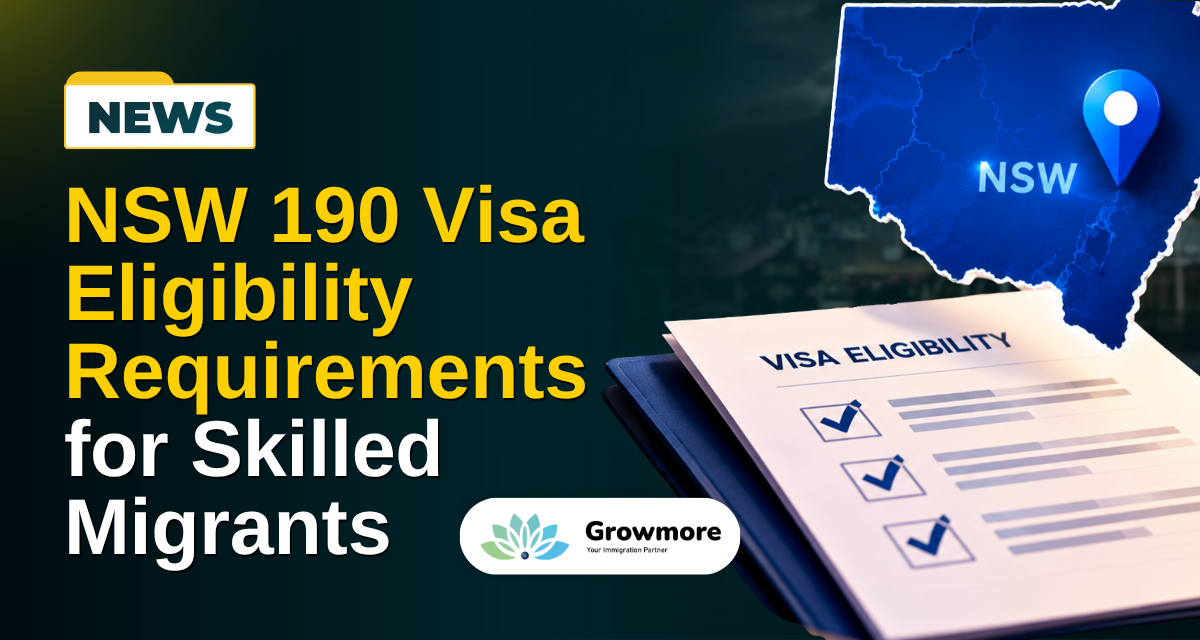 NEWS
NSW 190 Visa
Eligibility
Requirements
for Skilled
Migrants
Growmore
Your Immigration Partner
NSW
VISA ELIGIBILITY